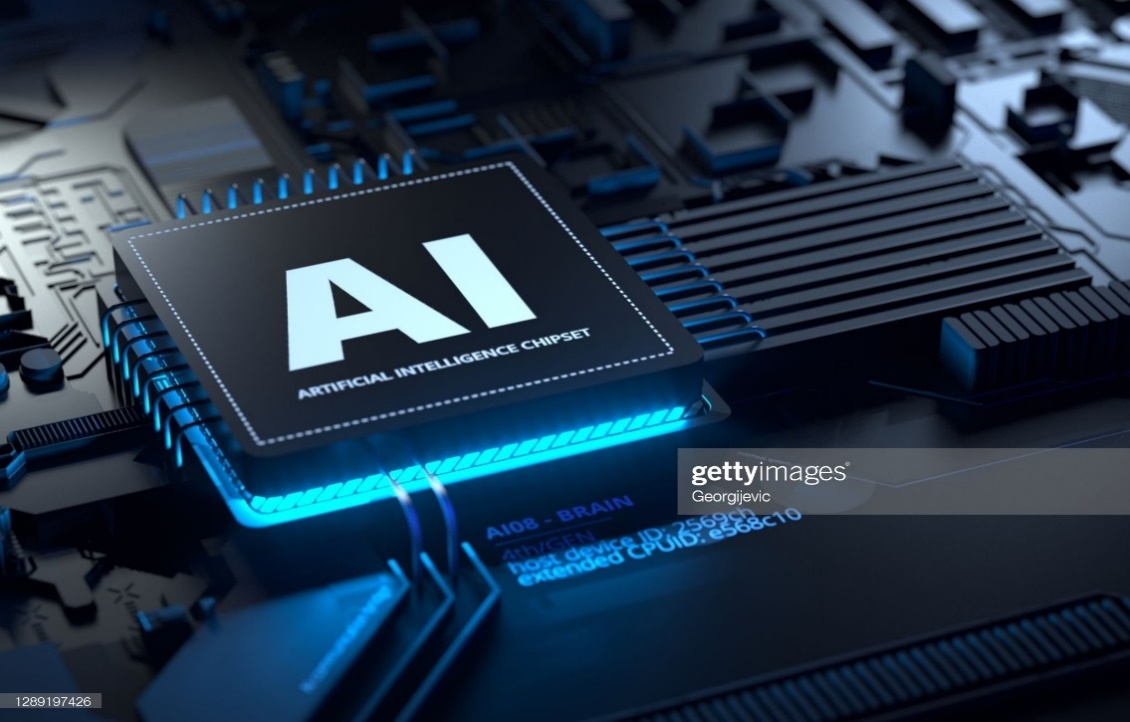 AI
ARTIFICIAL INTELLIGENCE CHIPSET
gettyimages®
Georgijevic
AI08 - BRAIN
4th/GEN
host device ID: 2569ch
extended CPUID: e568c10
1289197426